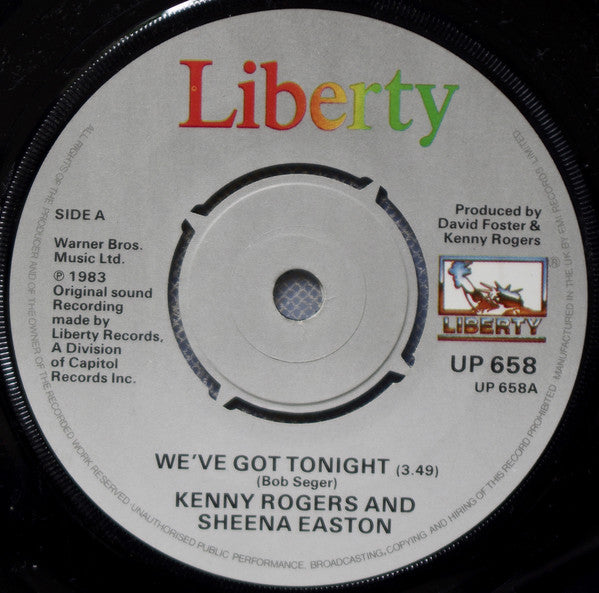 Liberty
SIDE A
Warner Bros.
Music Ltd.
℗ 1983
Original sound
Recording
made by
Liberty Records,
A Division
of Capitol
Records Inc.
Produced by
David Foster &
Kenny Rogers
LIBERTY
®
UP 658
UP 658A
WE'VE GOT TONIGHT (3.49)
(Bob Seger)
KENNY ROGERS AND
SHEENA EASTON
ALL RIGHTS OF THE PRODUCER AND OF THE OWNER OF THE RECORDED WORK RESERVED. UNAUTHORISED PUBLIC PERFORMANCE. BROADCASTING, COPYING AND HIRING OF THIS RECORD PROHIBITED. MANUFACTURED IN THE UK BY EMI RECORDS LIMITED